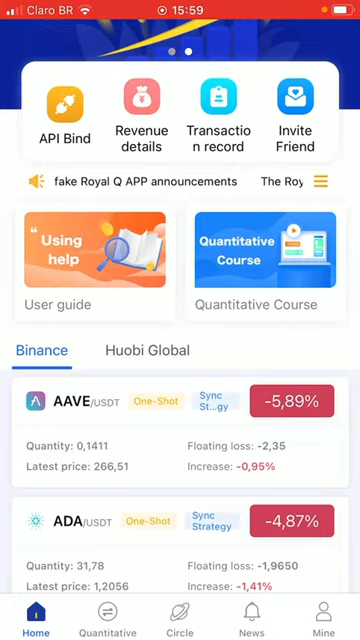 Claro BR 15:59
API Bind
Revenue
details
Transactio
n record
Invite
Friend
fake Royal Q APP announcements The Roy
Using
help
Quantitative
Course
User guide
Quantitative Course
Binance Huobi Global
AAVE/USDT One-Shot Sync
St...gy -5,89%
Quantity: 0,1411 Floating loss: -2,35
Latest price: 266,51 Increase: -0,95%
ADA/USDT One-Shot Sync
Strategy -4,87%
Quantity: 31,78 Floating loss: -1,9650
Latest price: 1,2056 Increase: -1,41%
Home Quantitative Circle News Mine